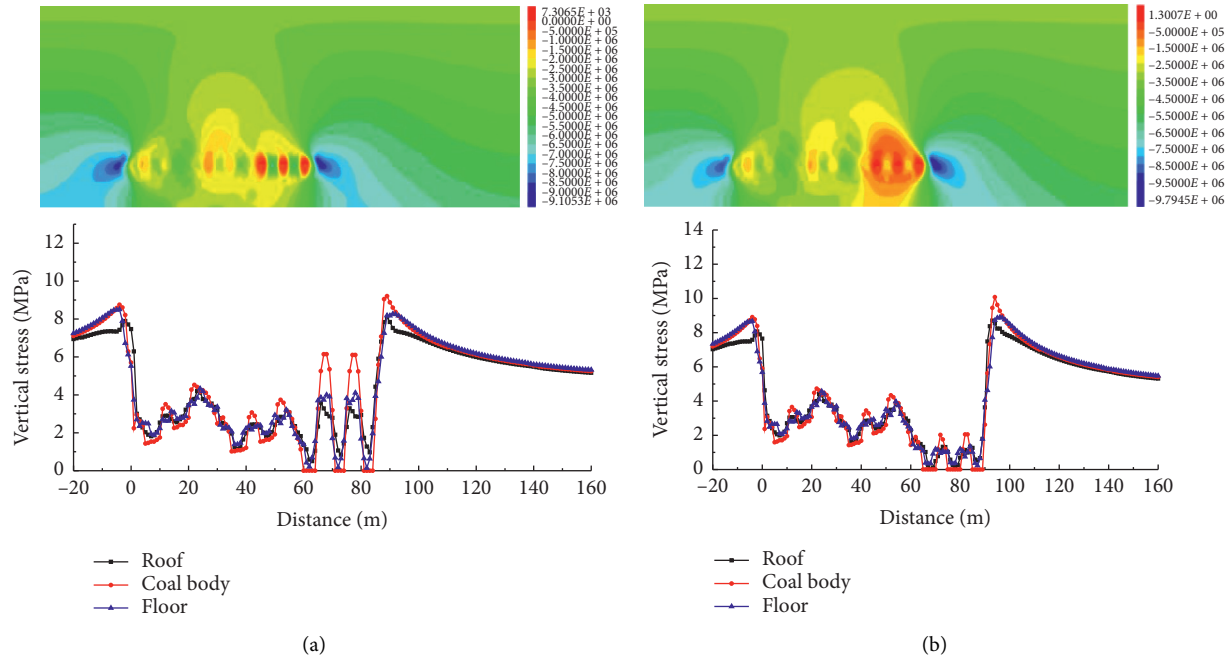 7.3065E + 03
0.0000E + 00
–5.0000E + 05
–1.0000E + 06
–1.5000E + 06
–2.0000E + 06
–3.0000E + 06
–3.5000E + 06
–4.0000E + 06
–4.5000E + 06
–5.0000E + 06
–5.5000E + 06
–6.0000E + 06
–6.5000E + 06
–7.0000E + 06
–7.5000E + 06
–8.0000E + 06
–8.5000E + 06
–9.0000E + 06
–9.1053E + 06
12
10
8
6
4
2
0
Vertical stress (MPa)
–20 0 20 40 60 80 100 120 140 160
Distance (m)
Roof
Coal body
Floor
(a)
1.3007E + 00
–5.0000E + 05
–1.5000E + 06
–2.5000E + 06
–3.5000E + 06
–4.5000E + 06
–5.5000E + 06
–6.5000E + 06
–7.5000E + 06
–8.5000E + 06
–9.5000E + 06
–9.7945E + 06
14
12
10
8
6
4
2
0
Vertical stress (MPa)
–20 0 20 40 60 80 100 120 140 160
Distance (m)
Roof
Coal body
Floor
(b)